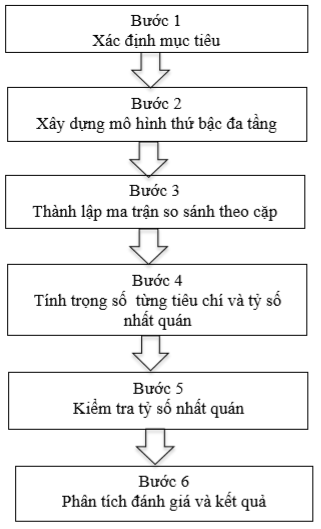 Bước 1
Xác định mục tiêu
Bước 2
Xây dựng mô hình thứ bậc đa tầng
Bước 3
Thành lập ma trận so sánh theo cặp
Bước 4
Tính trọng số từng tiêu chí và tỷ số
nhất quán
Bước 5
Kiểm tra tỷ số nhất quán
Bước 6
Phân tích đánh giá và kết quả